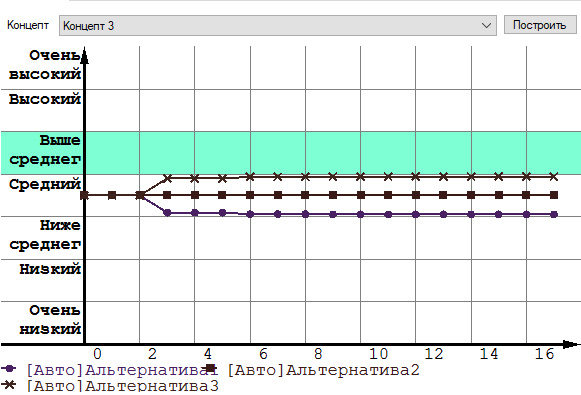 Концепт Концепт 3 Построить
Очень
высокий
Высокий
Выше
среднег
Средний
Ниже
среднег
Низкий
Очень
низкий
0 2 4 6 8 10 12 14 16
[Авто]Альтернатива1 [Авто]Альтернатива2
[Авто]Альтернатива3